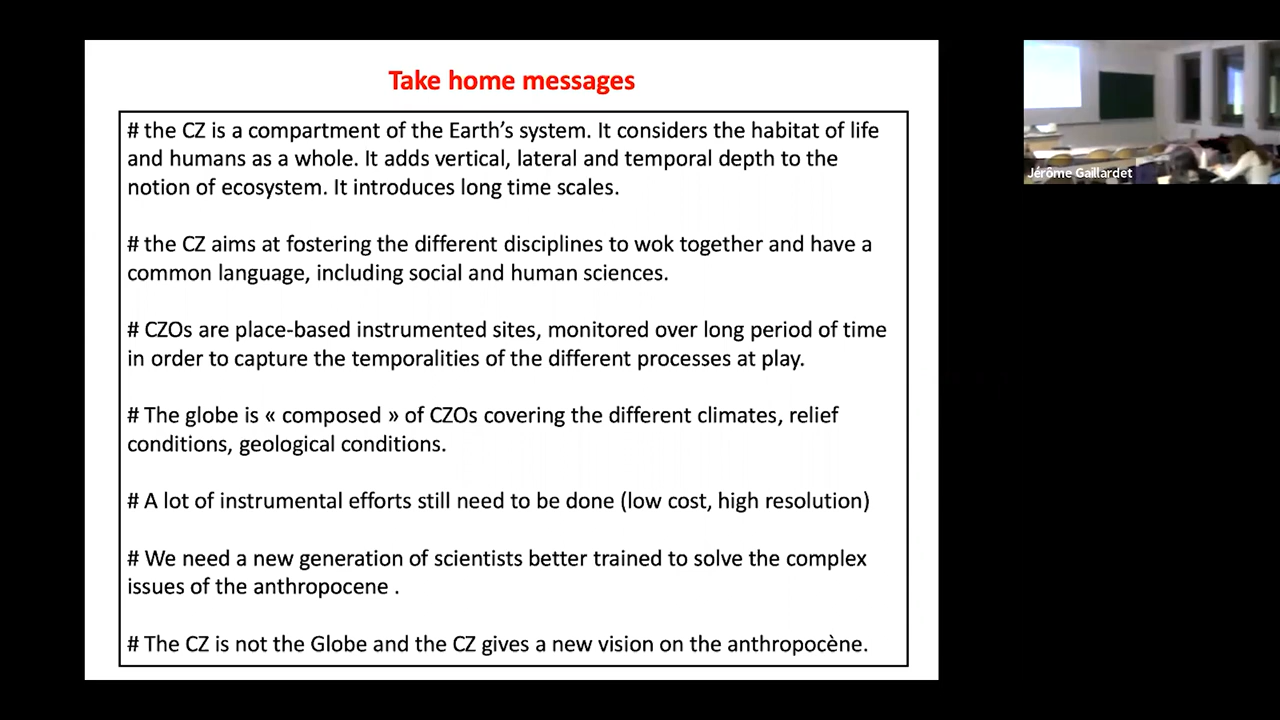 Take home messages
# the CZ is a compartment of the Earth's system. It considers the habitat of life
and humans as a whole. It adds vertical, lateral and temporal depth to the
notion of ecosystem. It introduces long time scales.
# the CZ aims at fostering the different disciplines to wok together and have a
common language, including social and human sciences.
# CZOs are place-based instrumented sites, monitored over long period of time
in order to capture the temporalities of the different processes at play.
# The globe is « composed » of CZOs covering the different climates, relief
conditions, geological conditions.
# A lot of instrumental efforts still need to be done (low cost, high resolution)
# We need a new generation of scientists better trained to solve the complex
issues of the anthropocene .
# The CZ is not the Globe and the CZ gives a new vision on the anthropocène.
Jérôme Gaillardet